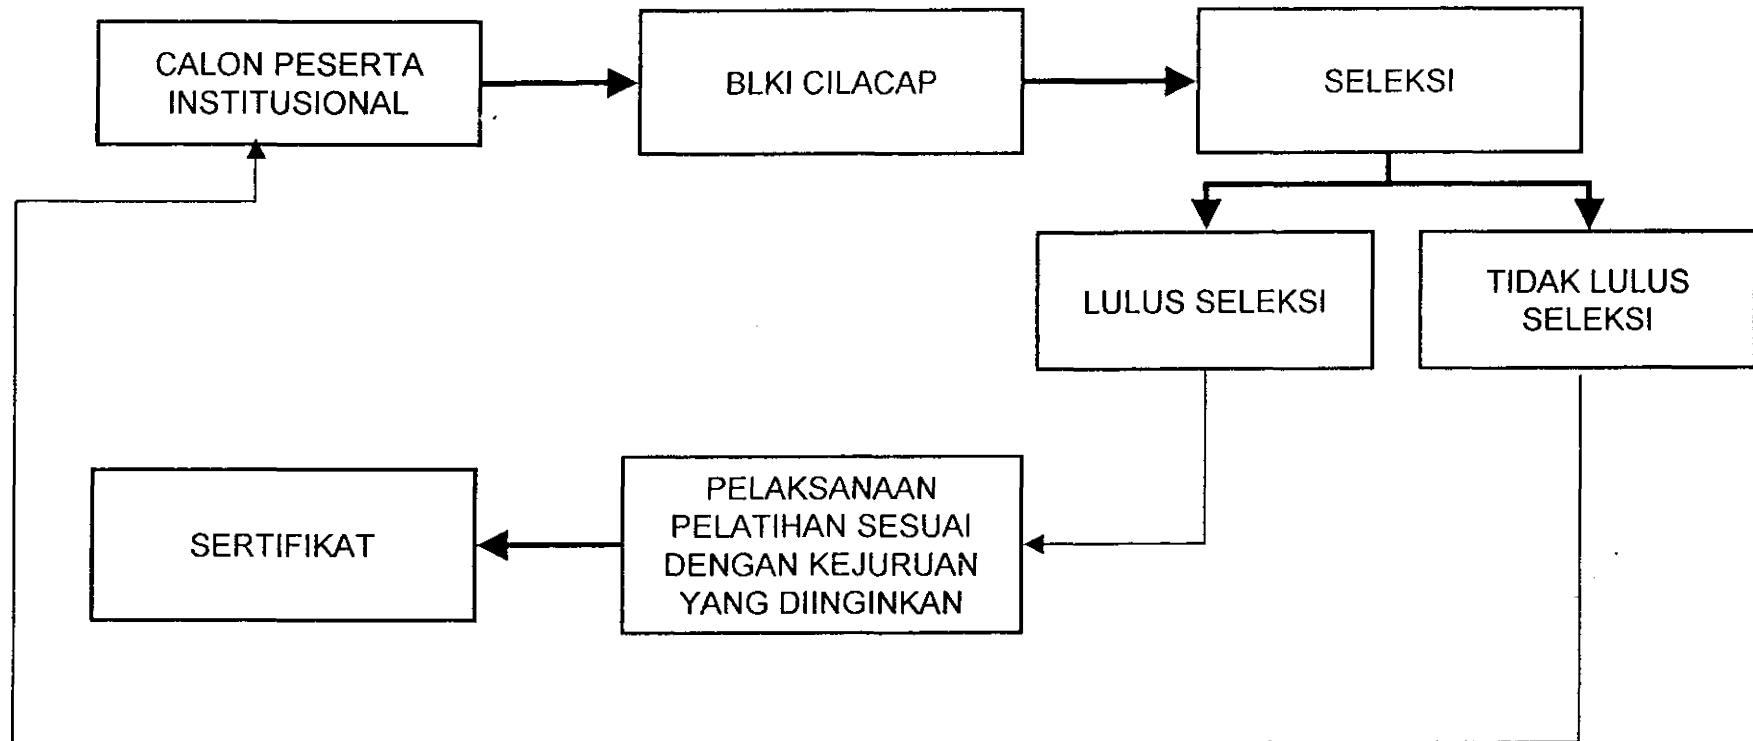 CALON PESERTA
INSTITUSIONAL
BLKI CILACAP
SELEKSI
LULUS SELEKSI
TIDAK LULUS
SELEKSI
SERTIFIKAT
PELAKSANAAN
PELATIHAN SESUAI
DENGAN KEJURUAN
YANG DIINGINKAN